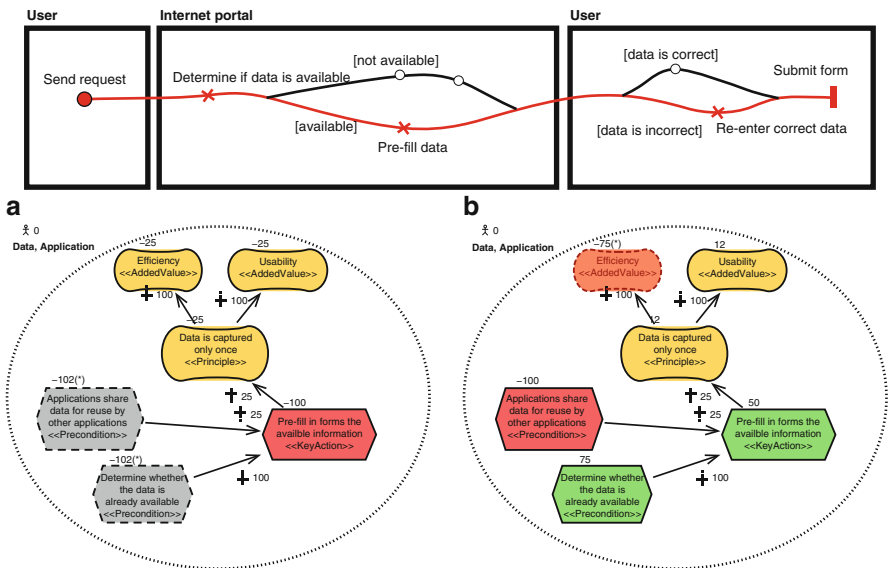 User
Internet portal
User
Send request
Determine if data is available
[not available]
[available]
Pre-fill data
[data is correct]
[data is incorrect]
Re-enter correct data
Submit form
a
0
Data, Application
-25
Efficiency
<<AddedValue>>
-25
Usability
<<AddedValue>>
100
100
-25
Data is captured
only once
<<Principle>>
-102(*)
Applications share
data for reuse by
other applications
<<Precondition>>
25
25
-100
Pre-fill in forms the
availble information
<<KeyAction>>
-102(*)
Determine whether
the data is
already available
<<Precondition>>
100
b
0
Data, Application
-75(*)
Efficiency
<<AddedValue>>
12
Usability
<<AddedValue>>
100
100
12
Data is captured
only once
<<Principle>>
-100
Applications share
data for reuse by
other applications
<<Precondition>>
25
25
50
Pre-fill in forms the
availble information
<<KeyAction>>
75
Determine whether
the data is
already available
<<Precondition>>
100